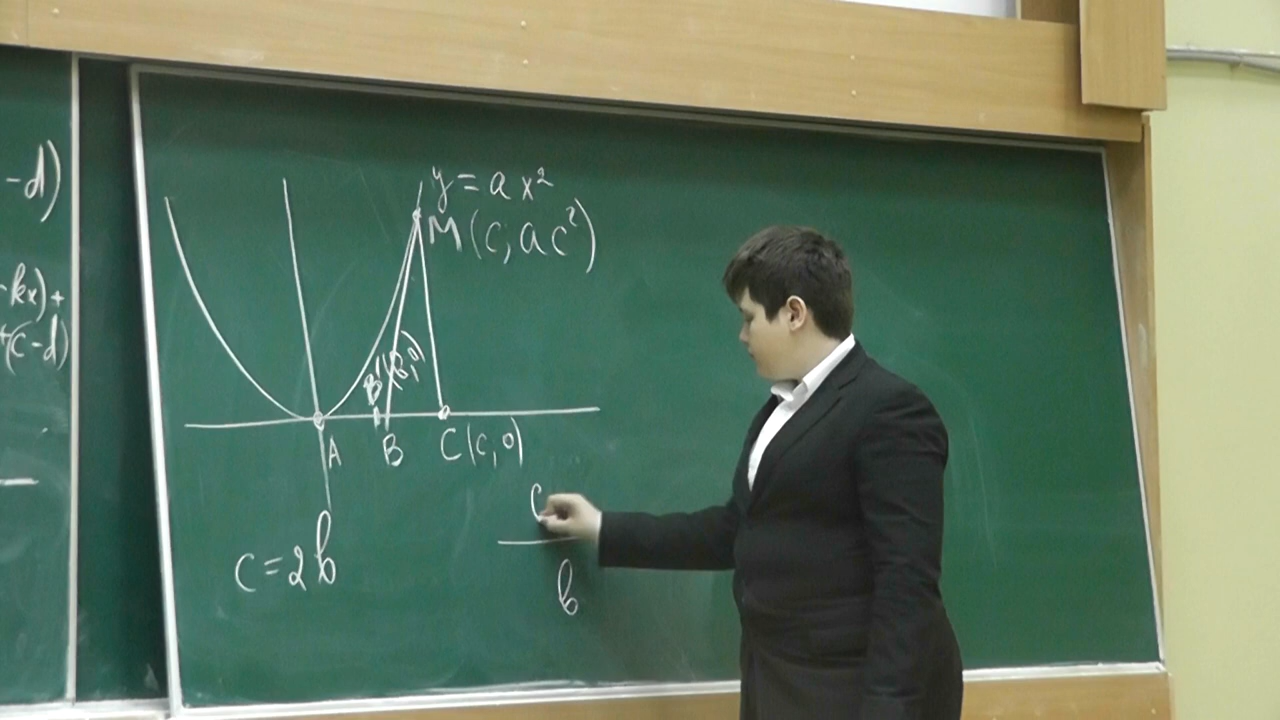 -d)
-kx)+
+(c-d)
y = ax²
M(c; ac²)
B'(B, 0)
A
B
C(c, 0)
c = 2b
c
b